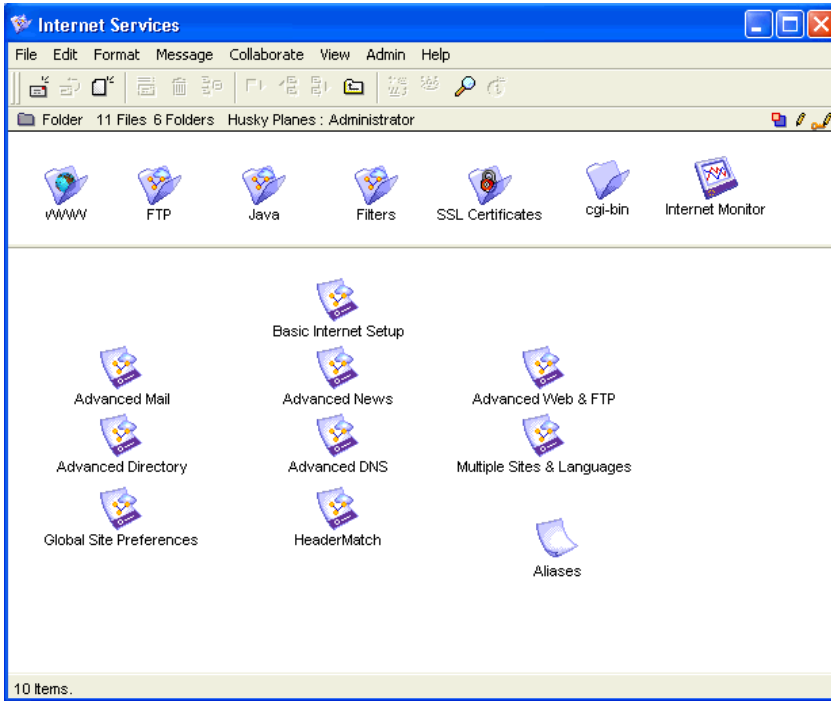 Internet Services
File Edit Format Message Collaborate View Admin Help
Folder 11 Files 6 Folders Husky Planes : Administrator
WWW FTP Java Filters SSL Certificates cgi-bin Internet Monitor
Basic Internet Setup
Advanced Mail Advanced News Advanced Web & FTP
Advanced Directory Advanced DNS Multiple Sites & Languages
Global Site Preferences HeaderMatch
Aliases
10 Items.